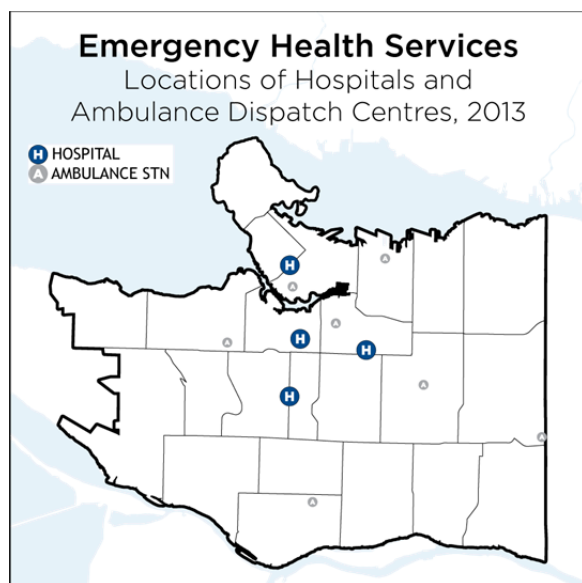 Emergency Health Services
Locations of Hospitals and
Ambulance Dispatch Centres, 2013
H HOSPITAL
A AMBULANCE STN
H
A
A
A
H
A
H
A
H
A
A